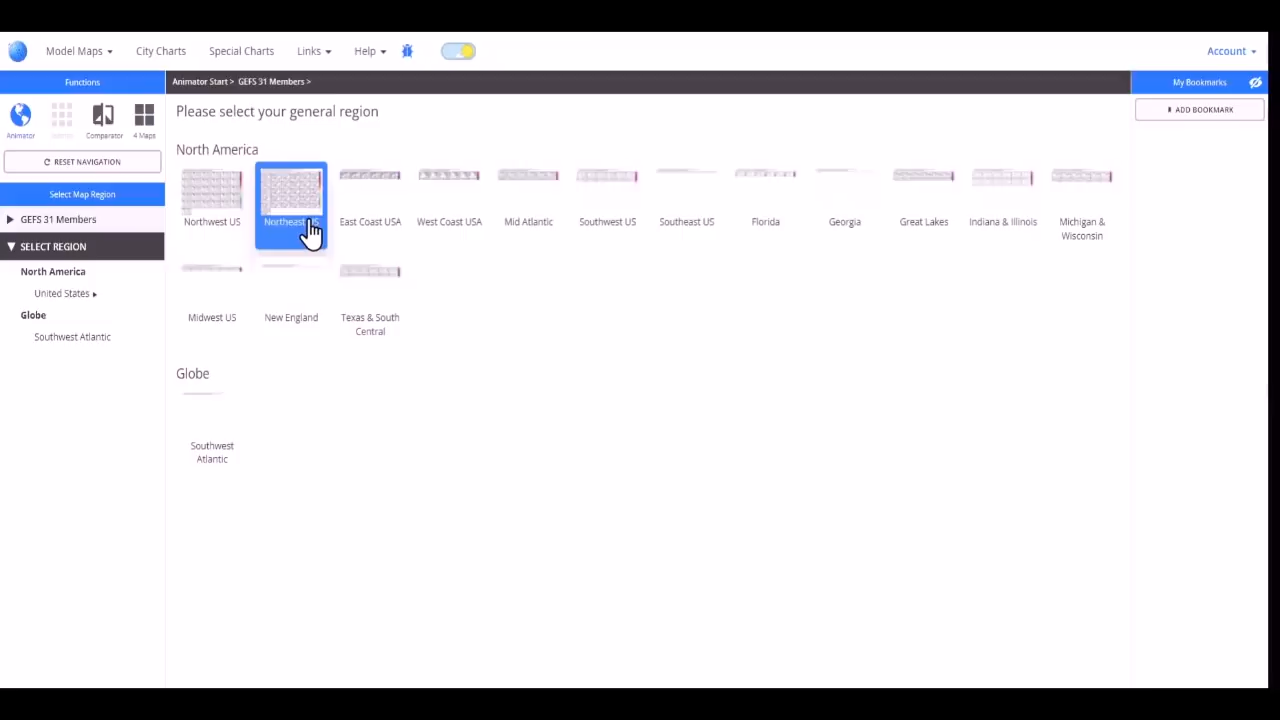 Model Maps City Charts Special Charts Links Help Account
Functions
Animator Start > GEFS 31 Members >
My Bookmarks
Animator Comparator 4 Maps
ADD BOOKMARK
RESET NAVIGATION
Select Map Region
GEFS 31 Members
SELECT REGION
North America
United States
Globe
Southwest Atlantic
Please select your general region
North America
Northwest US
Northeast US
East Coast USA
West Coast USA
Mid Atlantic
Southwest US
Southeast US
Florida
Georgia
Great Lakes
Indiana & Illinois
Michigan &
Wisconsin
Midwest US
New England
Texas & South
Central
Globe
Southwest
Atlantic